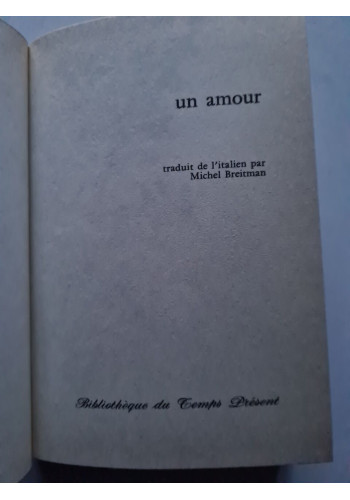 un amour
traduit de l'italien par
Michel Breitman
Bibliothèque du Temps Présent